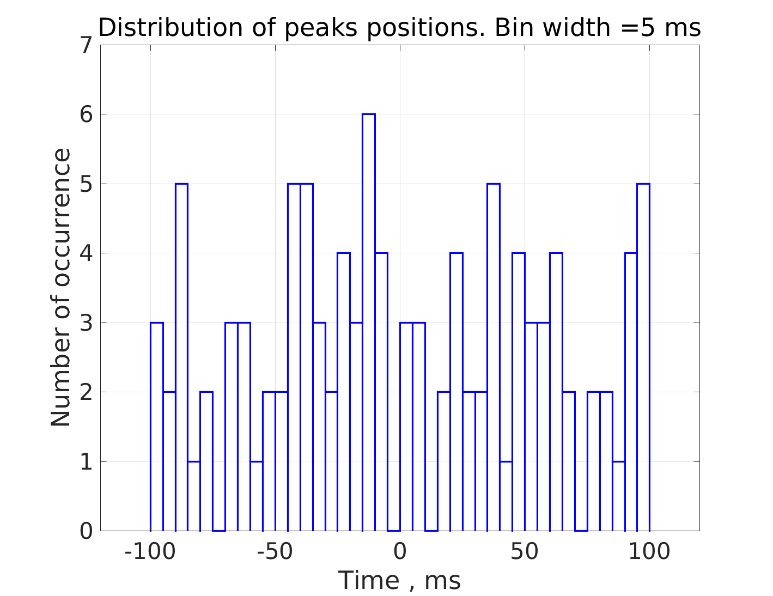 Distribution of peaks positions. Bin width =5 ms
Number of occurrence
7
6
5
4
3
2
1
0
-100 -50 0 50 100
Time , ms